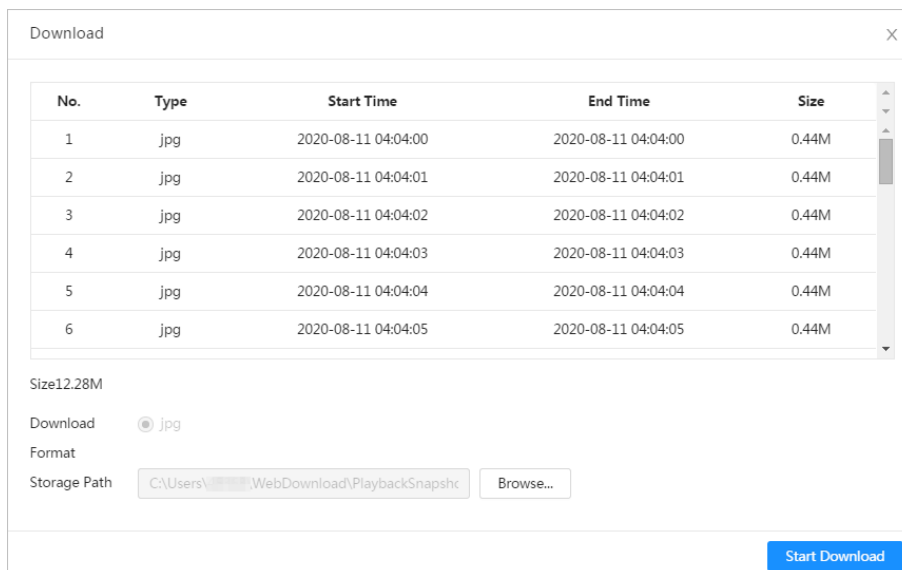 Download
No. Type Start Time End Time Size
1 jpg 2020-08-11 04:04:00 2020-08-11 04:04:00 0.44M
2 jpg 2020-08-11 04:04:01 2020-08-11 04:04:01 0.44M
3 jpg 2020-08-11 04:04:02 2020-08-11 04:04:02 0.44M
4 jpg 2020-08-11 04:04:03 2020-08-11 04:04:03 0.44M
5 jpg 2020-08-11 04:04:04 2020-08-11 04:04:04 0.44M
6 jpg 2020-08-11 04:04:05 2020-08-11 04:04:05 0.44M
Size12.28M
Download jpg
Format
Storage Path C:\Users\ WebDownload\PlaybackSnapsho Browse...
Start Download